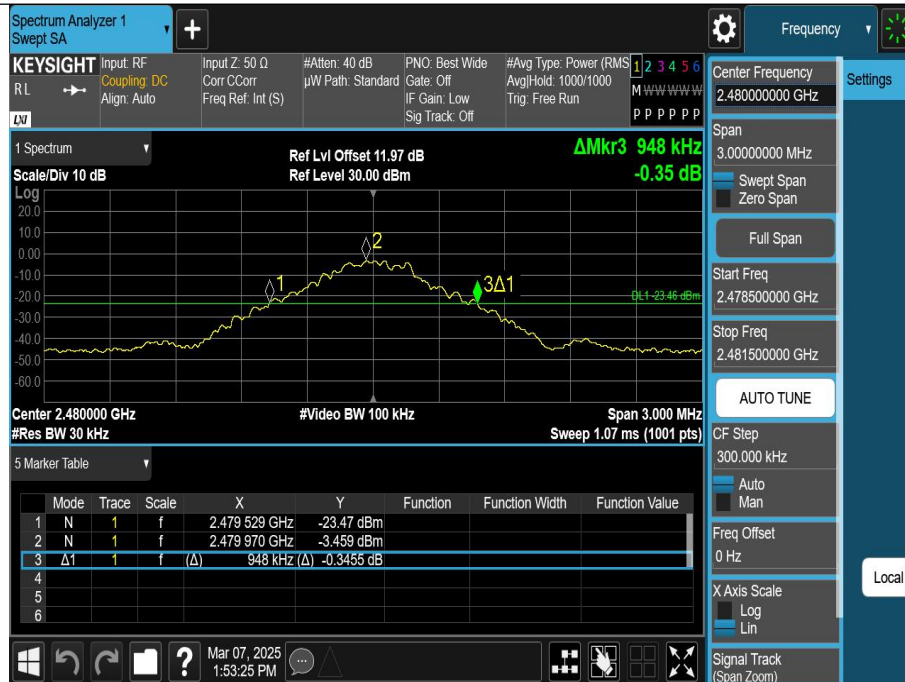 Spectrum Analyzer 1
Swept SA
+
Frequency
KEYSIGHT
RL
LXI
Input: RF
Coupling: DC
Align: Auto
Input Z: 50 Ω
Corr CCorr
Freq Ref: Int (S)
#Atten: 40 dB
µW Path: Standard
PNO: Best Wide
Gate: Off
IF Gain: Low
Sig Track: Off
#Avg Type: Power (RMS
Avg|Hold: 1000/1000
Trig: Free Run
1 2 3 4 5 6
M W W W W W
P P P P P P
1 Spectrum
Scale/Div 10 dB
Ref Lvl Offset 11.97 dB
Ref Level 30.00 dBm
ΔMkr3 948 kHz
-0.35 dB
Log
20.0
10.0
0.00
-10.0
-20.0
-30.0
-40.0
-50.0
-60.0
1
2
3Δ1
DL1 -23.46 dBm
Center 2.480000 GHz
#Video BW 100 kHz
Span 3.000 MHz
#Res BW 30 kHz
Sweep 1.07 ms (1001 pts)
5 Marker Table
Mode Trace Scale X Y Function Function Width Function Value
1 N 1 f 2.479 529 GHz -23.47 dBm
2 N 1 f 2.479 970 GHz -3.459 dBm
3 Δ1 1 f (Δ) 948 kHz (Δ) -0.3455 dB
4
5
6
?
Mar 07, 2025
1:53:25 PM
Center Frequency
2.480000000 GHz
Settings
Span
3.00000000 MHz
Swept Span
Zero Span
Full Span
Start Freq
2.478500000 GHz
Stop Freq
2.481500000 GHz
AUTO TUNE
CF Step
300.000 kHz
Auto
Man
Freq Offset
0 Hz
Local
X Axis Scale
Log
Lin
Signal Track
(Span Zoom)